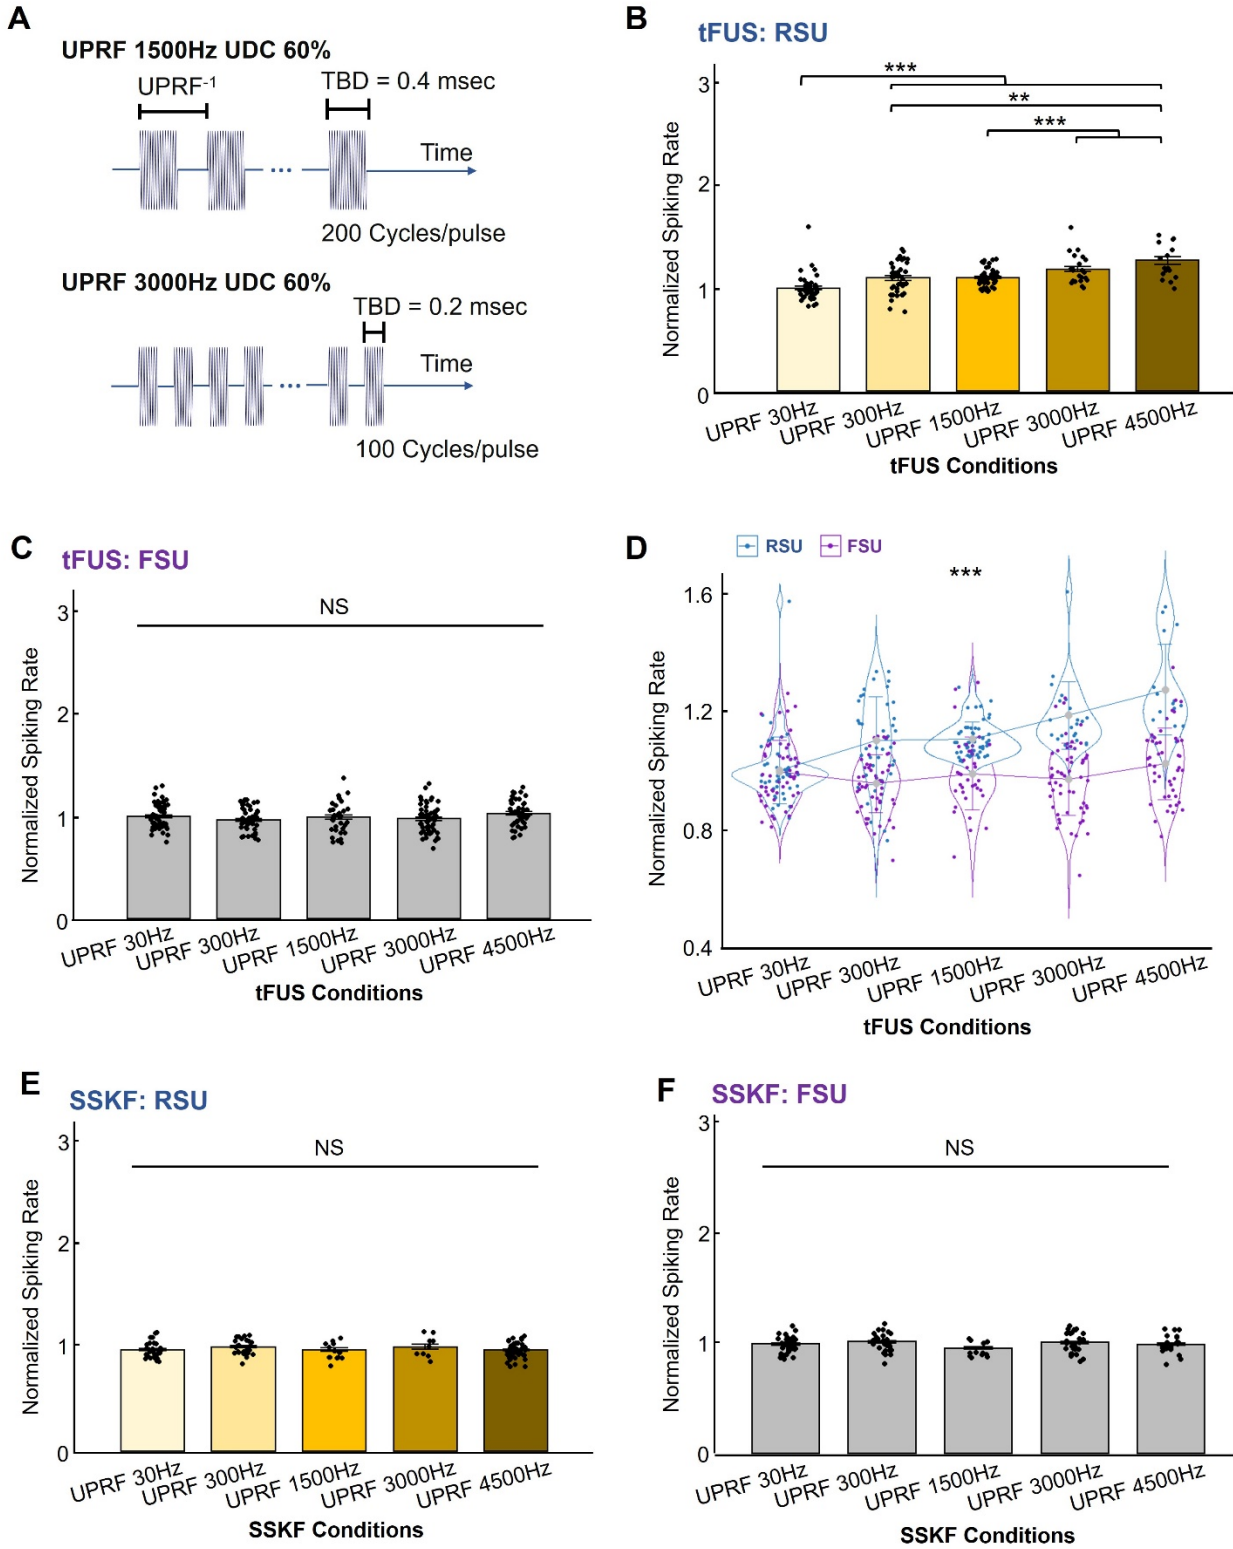 A
UPRF 1500Hz UDC 60%
UPRF-1
TBD = 0.4 msec
Time
...
200 Cycles/pulse
UPRF 3000Hz UDC 60%
TBD = 0.2 msec
Time
...
100 Cycles/pulse
B
tFUS: RSU
Normalized Spiking Rate
3
2
1
0
***
**
***
UPRF 30Hz
UPRF 300Hz
UPRF 1500Hz
UPRF 3000Hz
UPRF 4500Hz
tFUS Conditions
C
tFUS: FSU
Normalized Spiking Rate
3
2
1
0
NS
UPRF 30Hz
UPRF 300Hz
UPRF 1500Hz
UPRF 3000Hz
UPRF 4500Hz
tFUS Conditions
D
RSU
FSU
***
Normalized Spiking Rate
1.6
1.2
0.8
0.4
UPRF 30Hz
UPRF 300Hz
UPRF 1500Hz
UPRF 3000Hz
UPRF 4500Hz
tFUS Conditions
E
SSKF: RSU
Normalized Spiking Rate
3
2
1
0
NS
UPRF 30Hz
UPRF 300Hz
UPRF 1500Hz
UPRF 3000Hz
UPRF 4500Hz
SSKF Conditions
F
SSKF: FSU
Normalized Spiking Rate
3
2
1
0
NS
UPRF 30Hz
UPRF 300Hz
UPRF 1500Hz
UPRF 3000Hz
UPRF 4500Hz
SSKF Conditions